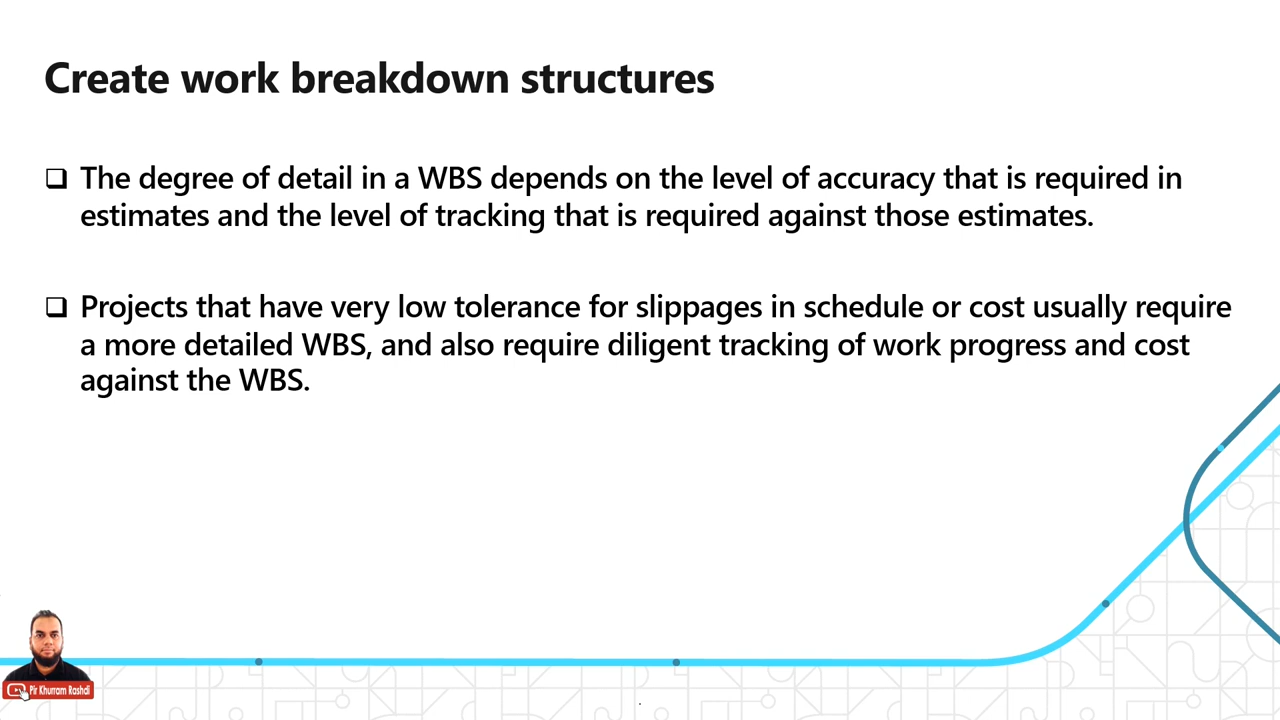 Create work breakdown structures
❑ The degree of detail in a WBS depends on the level of accuracy that is required in
estimates and the level of tracking that is required against those estimates.
❑ Projects that have very low tolerance for slippages in schedule or cost usually require
a more detailed WBS, and also require diligent tracking of work progress and cost
against the WBS.
Pir Khurram Rashdi